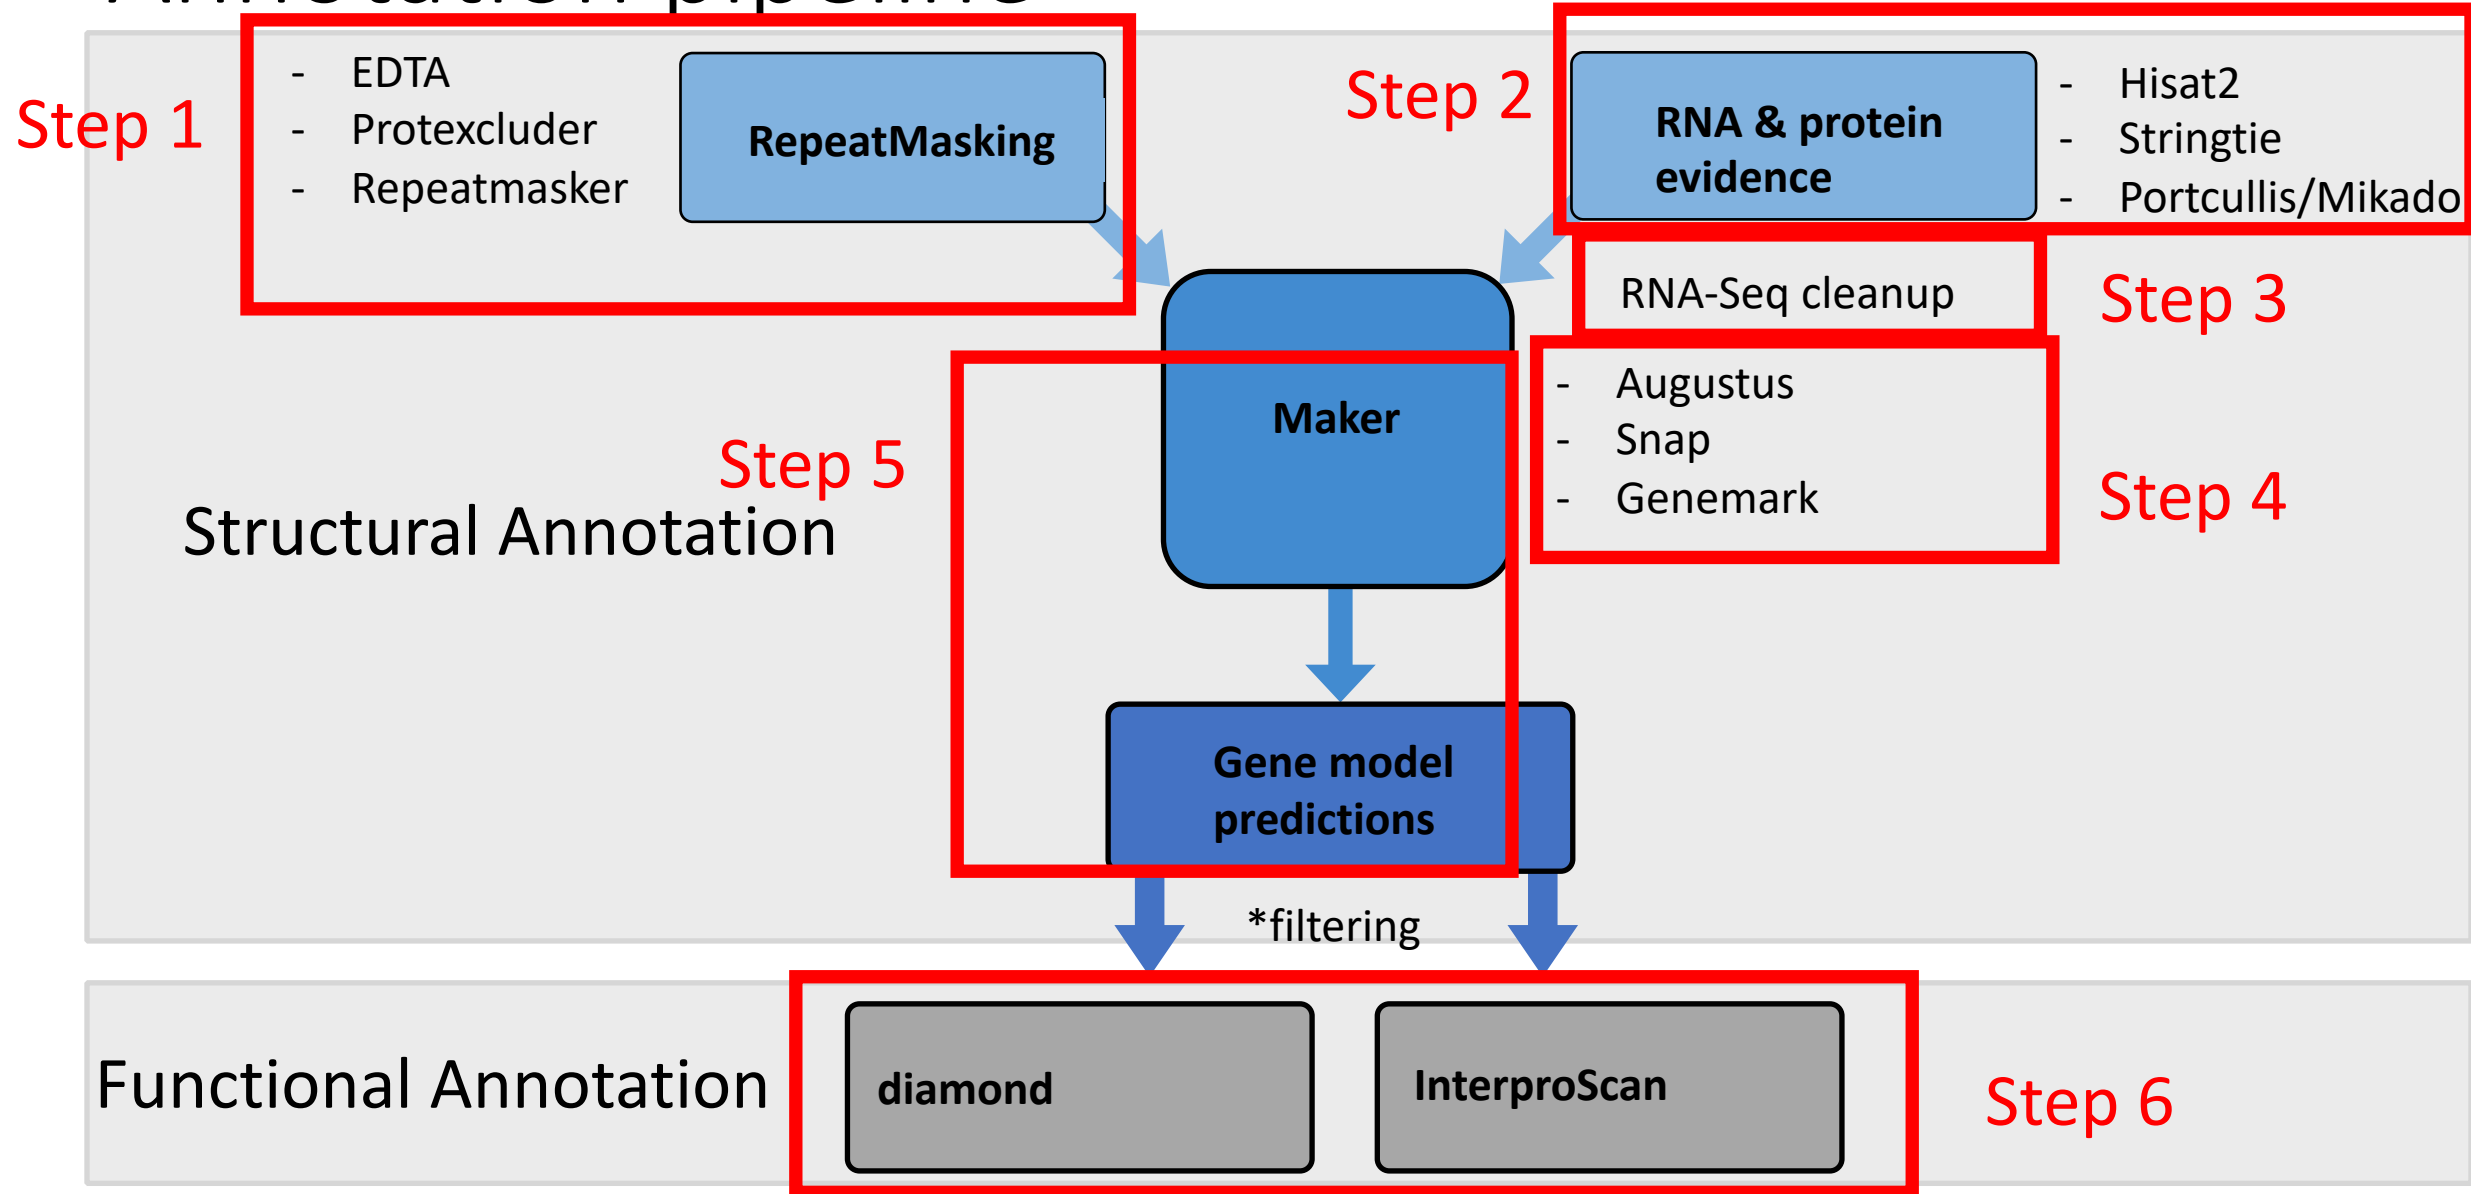 Annotation pipeline
Step 1
- EDTA
- Protexcluder
- Repeatmasker
RepeatMasking
Step 2
RNA & protein
evidence
- Hisat2
- Stringtie
- Portcullis/Mikado
RNA-Seq cleanup
Step 3
Maker
- Augustus
- Snap
- Genemark
Step 4
Step 5
Structural Annotation
Gene model
predictions
*filtering
Functional Annotation
diamond
InterproScan
Step 6